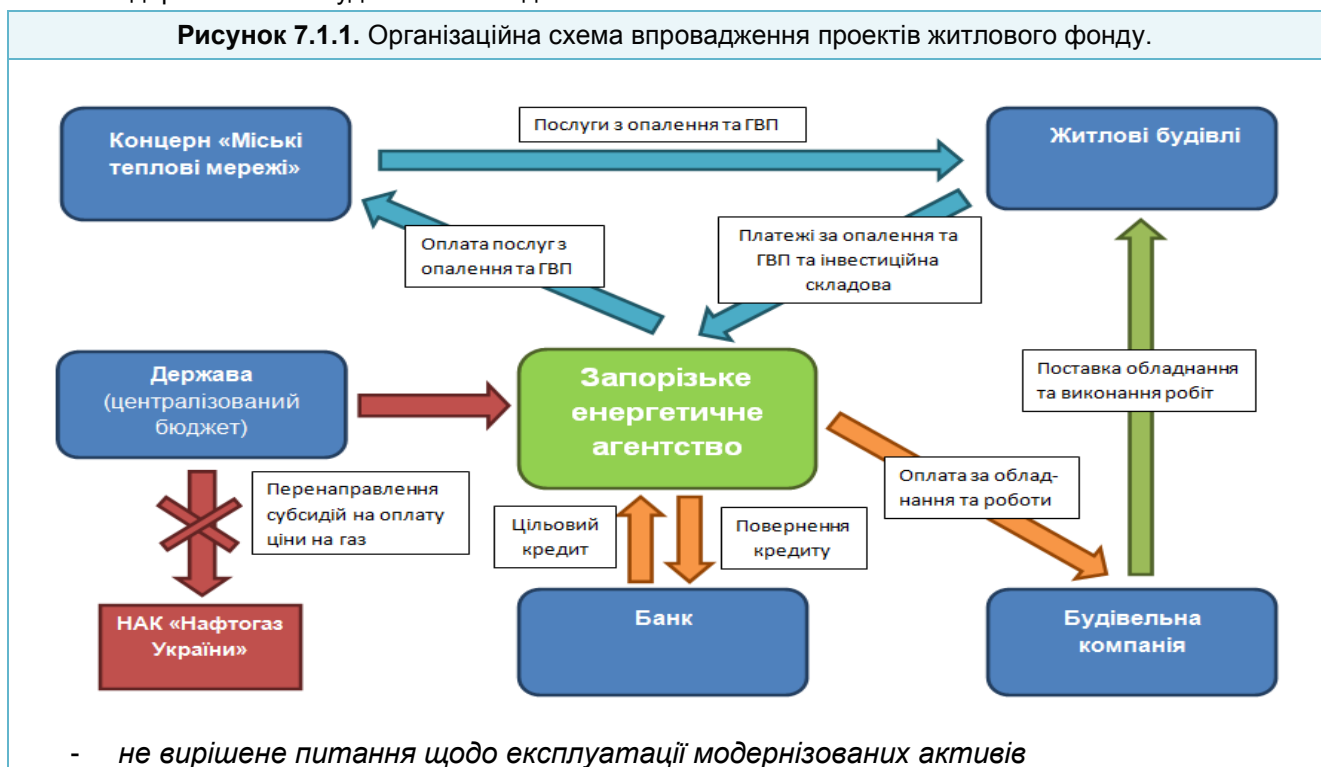 Рисунок 7.1.1. Організаційна схема впровадження проектів житлового фонду.
Концерн «Міські
теплові мережі»
Послуги з опалення та ГВП
Житлові будівлі
Оплата послуг з
опалення та ГВП
Платежі за опалення та
ГВП та інвестиційна
складова
Держава
(централізований
бюджет)
Запорізьке
енергетичне
агентство
Поставка обладнання
та виконання робіт
Перенаправлення
субсидій на оплату
ціни на газ
Цільовий
кредит
Повернення
кредиту
Оплата за облад-
нання та роботи
НАК «Нафтогаз
України»
Банк
Будівельна
компанія
- не вирішене питання щодо експлуатації модернізованих активів